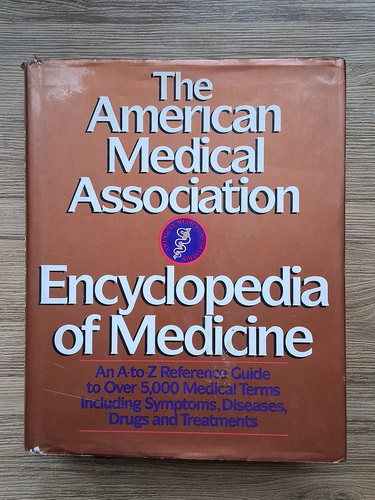 The
American
Medical
Association
Encyclopedia
of Medicine
An A-to-Z Reference Guide
to Over 5,000 Medical Terms
Including Symptoms, Diseases,
Drugs and Treatments